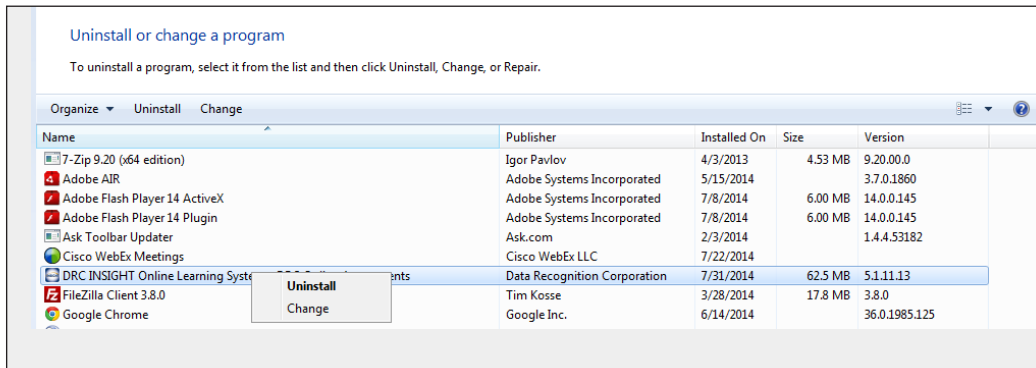 Uninstall or change a program
To uninstall a program, select it from the list and then click Uninstall, Change, or Repair.
Organize Uninstall Change
Name Publisher Installed On Size Version
7-Zip 9.20 (x64 edition) Igor Pavlov 4/3/2013 4.53 MB 9.20.00.0
Adobe AIR Adobe Systems Incorporated 5/15/2014 3.7.0.1860
Adobe Flash Player 14 ActiveX Adobe Systems Incorporated 7/8/2014 6.00 MB 14.0.0.145
Adobe Flash Player 14 Plugin Adobe Systems Incorporated 7/8/2014 6.00 MB 14.0.0.145
Ask Toolbar Updater Ask.com 2/3/2014 1.4.4.53182
Cisco WebEx Meetings Cisco WebEx LLC 7/22/2014
DRC INSIGHT Online Learning Data Recognition Corporation 7/31/2014 62.5 MB 5.1.11.13
Uninstall
FileZilla Client 3.8.0 Tim Kosse 3/28/2014 17.8 MB 3.8.0
Change
Google Chrome Google Inc. 6/14/2014 36.0.1985.125